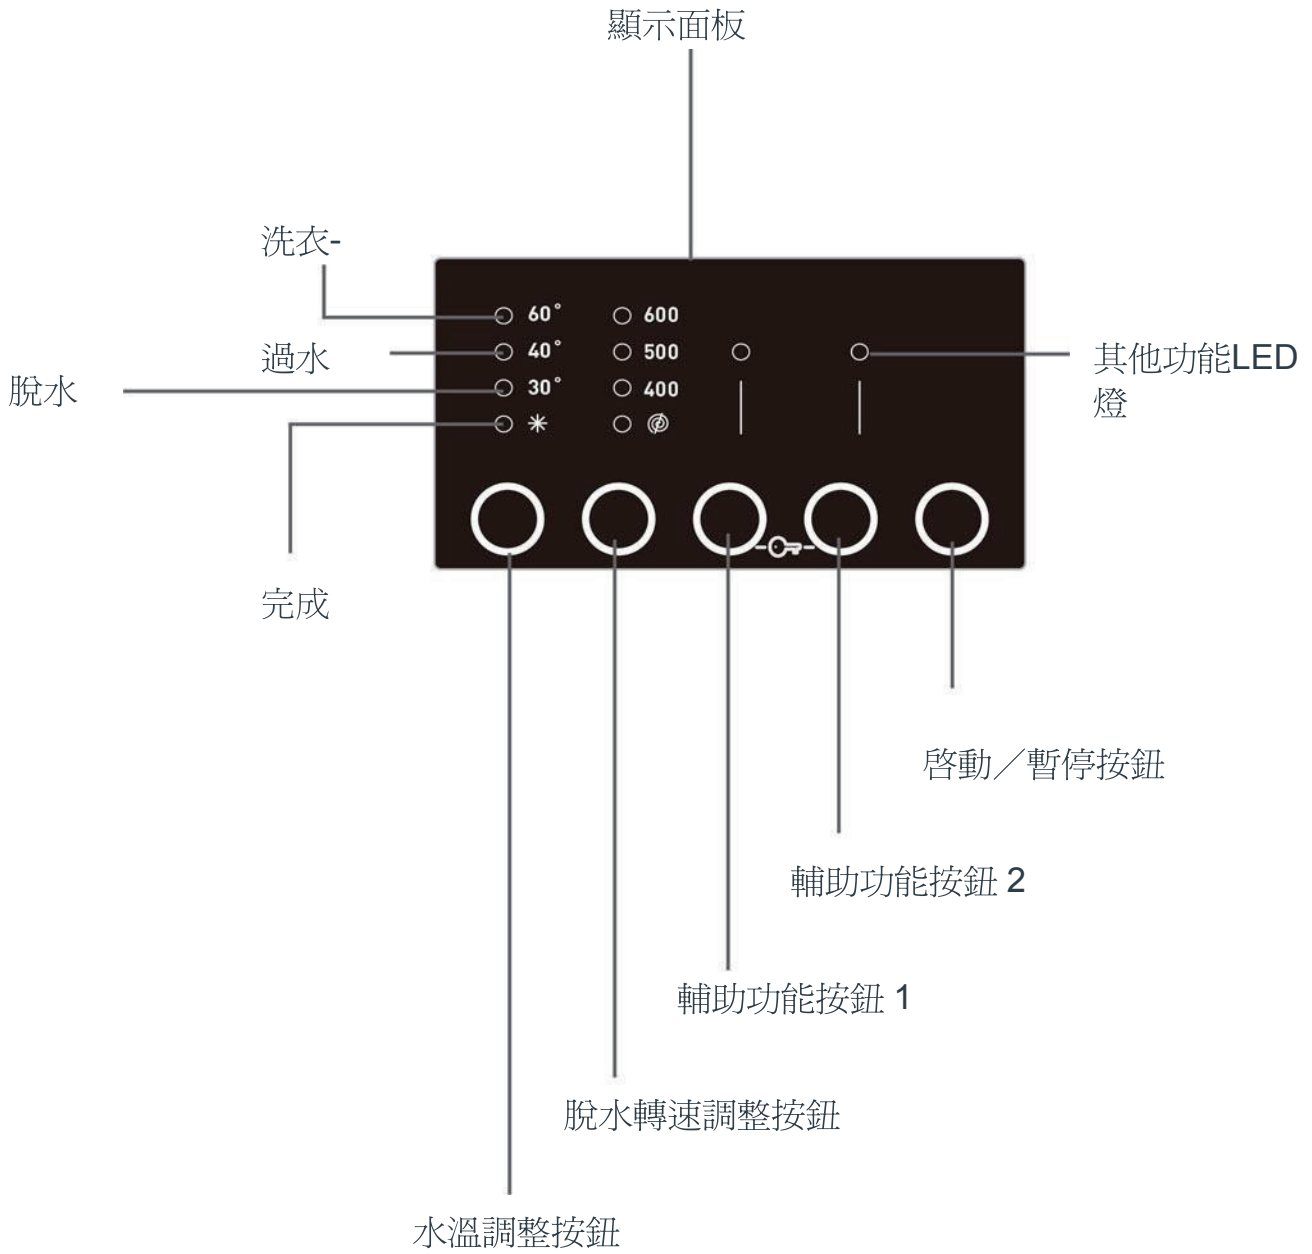 顯示面板
洗衣-
60° 600
過水
40° 500
其他功能LED
燈
脫水
30° 400
完成
啓動／暫停按鈕
輔助功能按鈕 2
輔助功能按鈕 1
脫水轉速調整按鈕
水溫調整按鈕